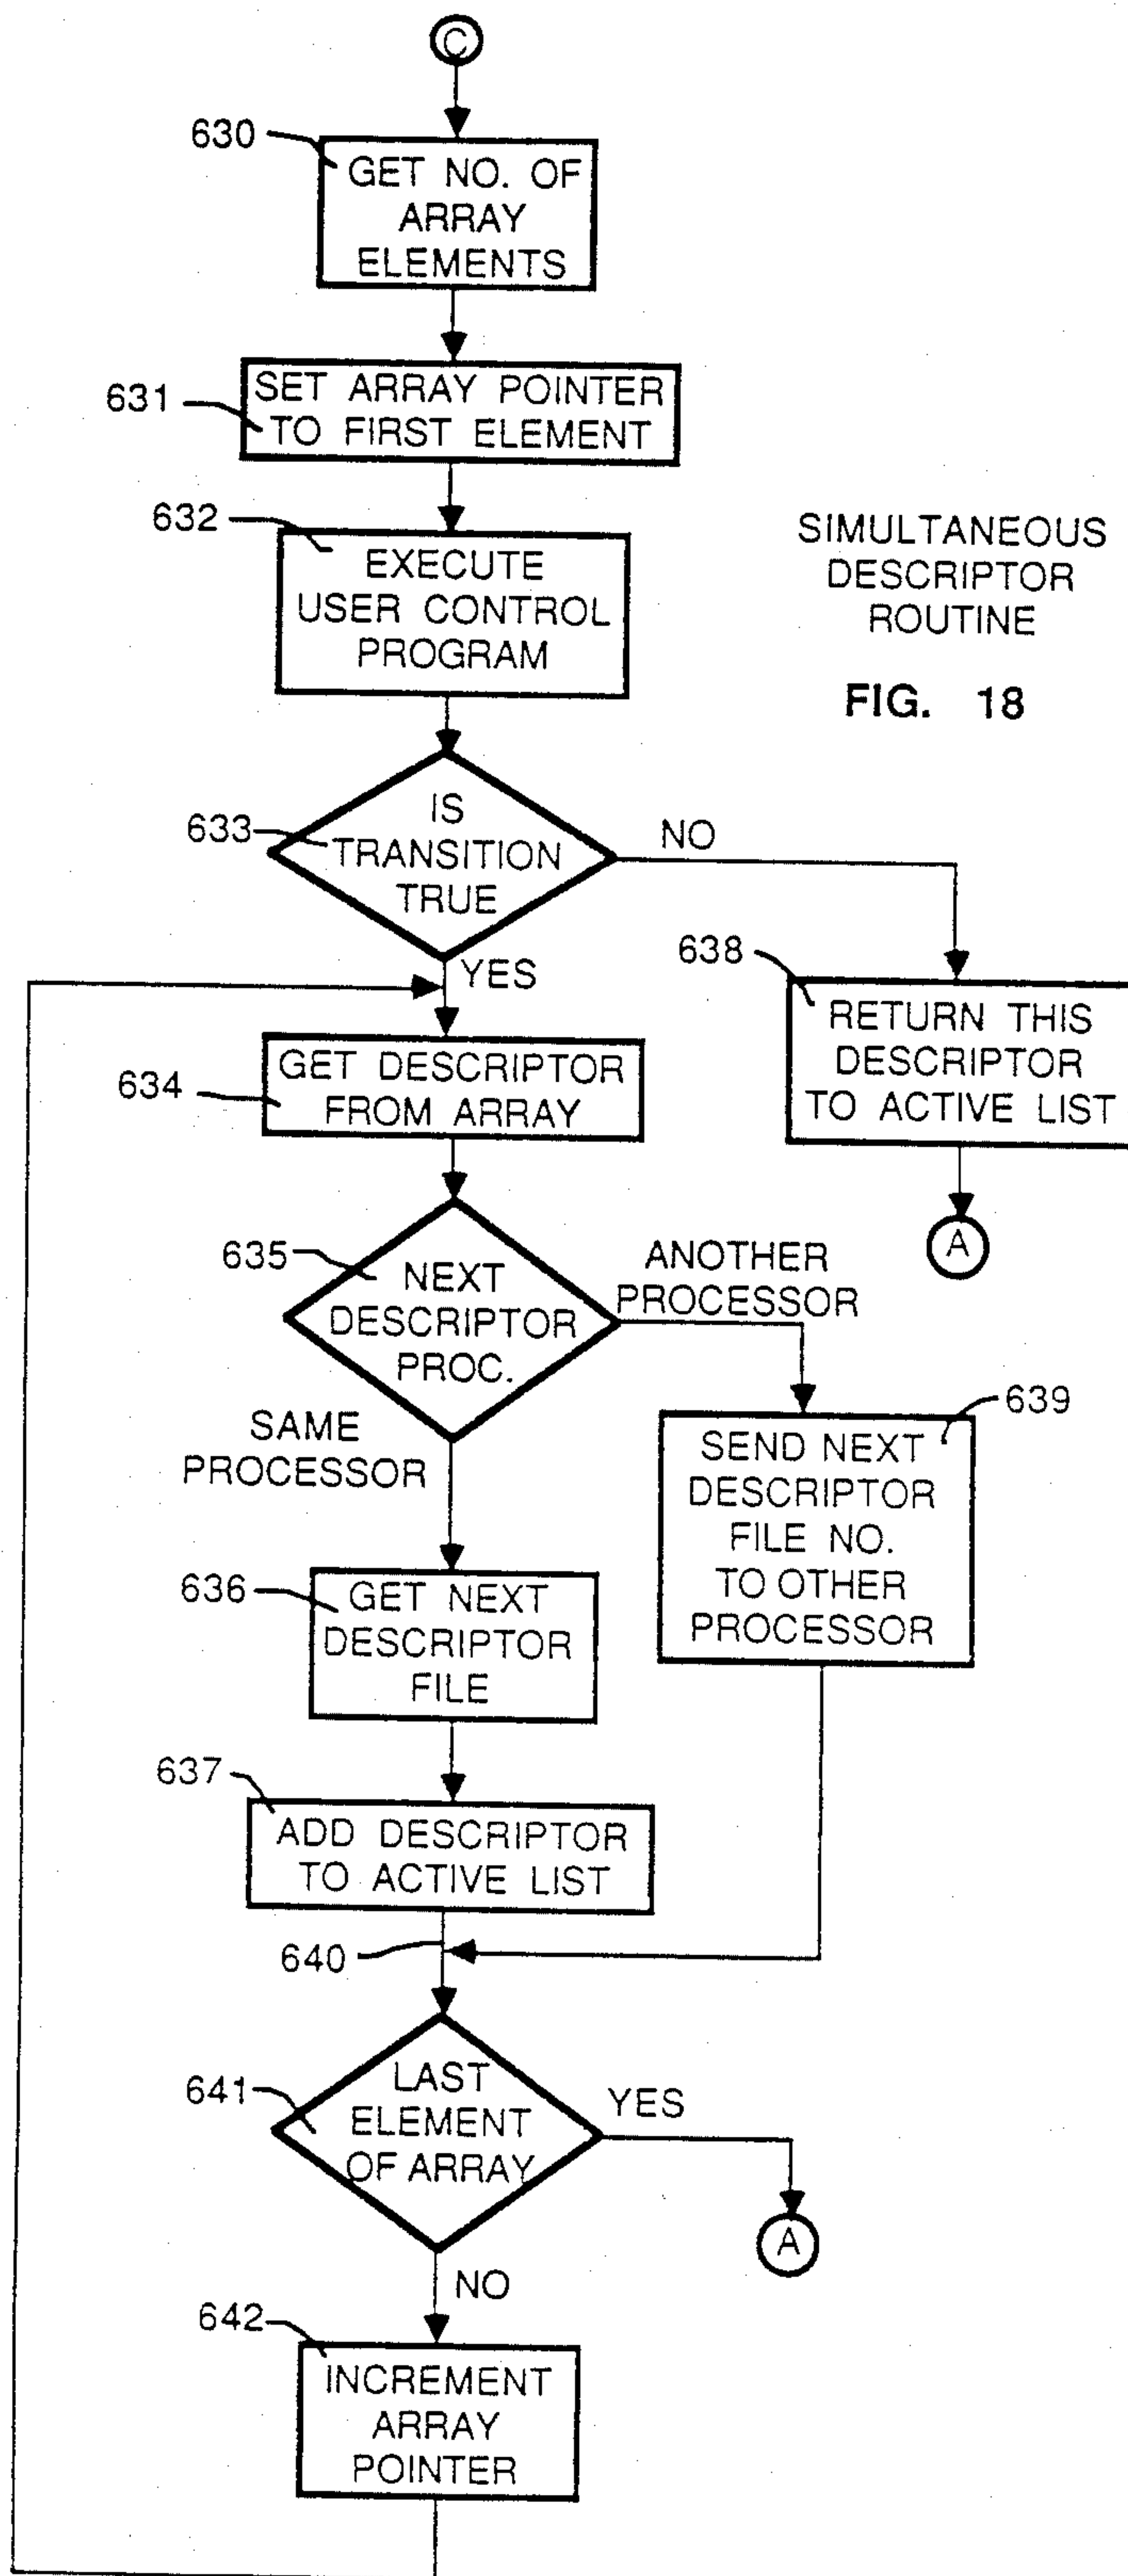 C
630
GET NO. OF
ARRAY
ELEMENTS
631
SET ARRAY POINTER
TO FIRST ELEMENT
632
EXECUTE
USER CONTROL
PROGRAM
SIMULTANEOUS
DESCRIPTOR
ROUTINE
FIG. 18
633
IS
TRANSITION
TRUE
NO
YES
638
RETURN THIS
DESCRIPTOR
TO ACTIVE LIST
A
634
GET DESCRIPTOR
FROM ARRAY
635
NEXT
DESCRIPTOR
PROC.
ANOTHER
PROCESSOR
SAME
PROCESSOR
639
SEND NEXT
DESCRIPTOR
FILE NO.
TO OTHER
PROCESSOR
636
GET NEXT
DESCRIPTOR
FILE
637
ADD DESCRIPTOR
TO ACTIVE LIST
640
641
LAST
ELEMENT
OF ARRAY
YES
A
NO
642
INCREMENT
ARRAY
POINTER